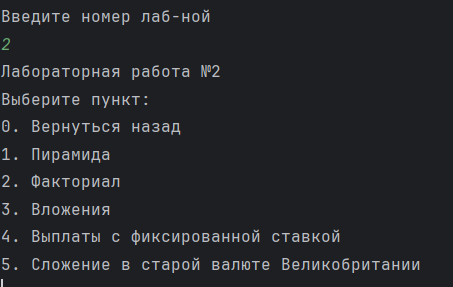 Введите номер лаб-ной
2
Лабораторная работа №2
Выберите пункт:
0. Вернуться назад
1. Пирамида
2. Факториал
3. Вложения
4. Выплаты с фиксированной ставкой
5. Сложение в старой валюте Великобритании